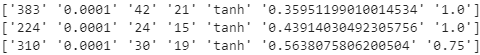 ['383' '0.0001' '42' '21' 'tanh' '0.35951199010014534' '1.0']
['224' '0.0001' '24' '15' 'tanh' '0.43914030492305756' '1.0']
['310' '0.0001' '30' '19' 'tanh' '0.5638075806200504' '0.75']